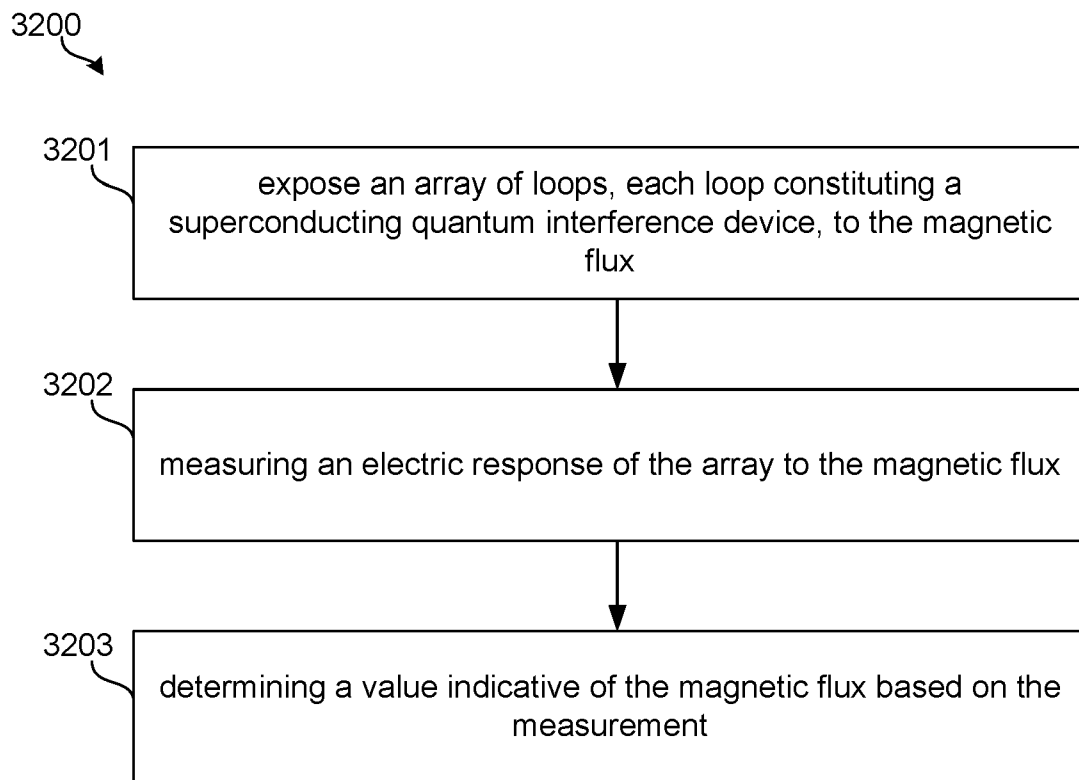 3200
3201
expose an array of loops, each loop constituting a
superconducting quantum interference device, to the magnetic
flux
3202
measuring an electric response of the array to the magnetic flux
3203
determining a value indicative of the magnetic flux based on the
measurement